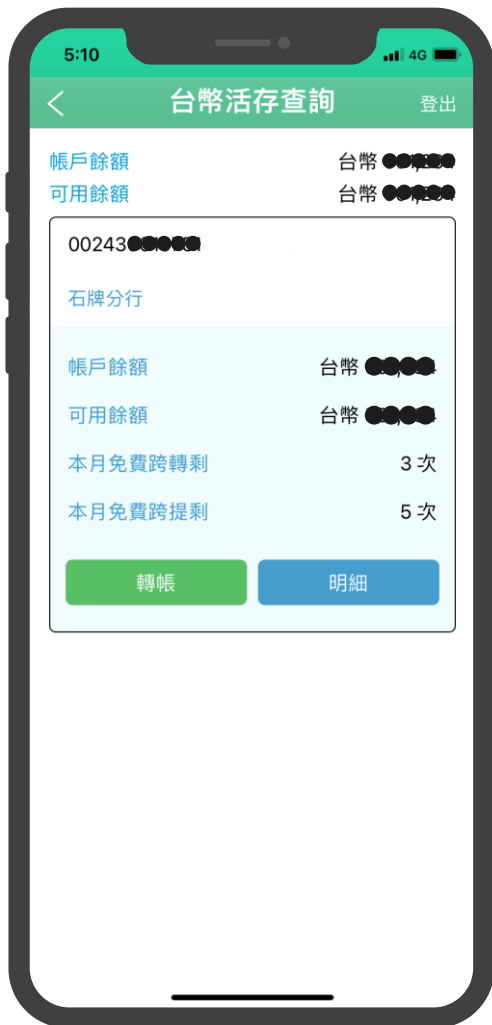 5:10
4G
台幣活存查詢
登出
帳戶餘額 台幣
可用餘額 台幣
00243
石牌分行
帳戶餘額 台幣
可用餘額 台幣
本月免費跨轉剩 3 次
本月免費跨提剩 5 次
轉帳 明細